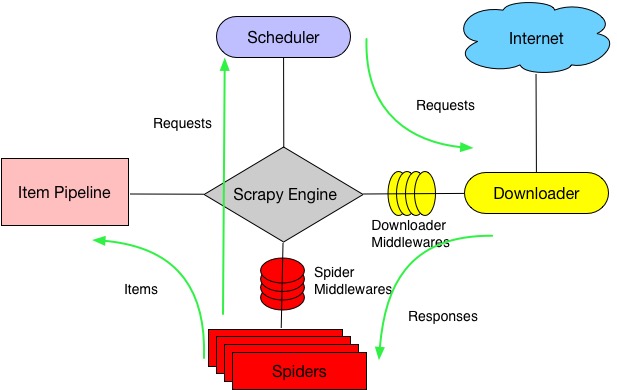 Scheduler
Internet
Requests
Requests
Item Pipeline
Scrapy Engine
Downloader
Downloader
Middlewares
Spider
Middlewares
Items
Responses
Spiders